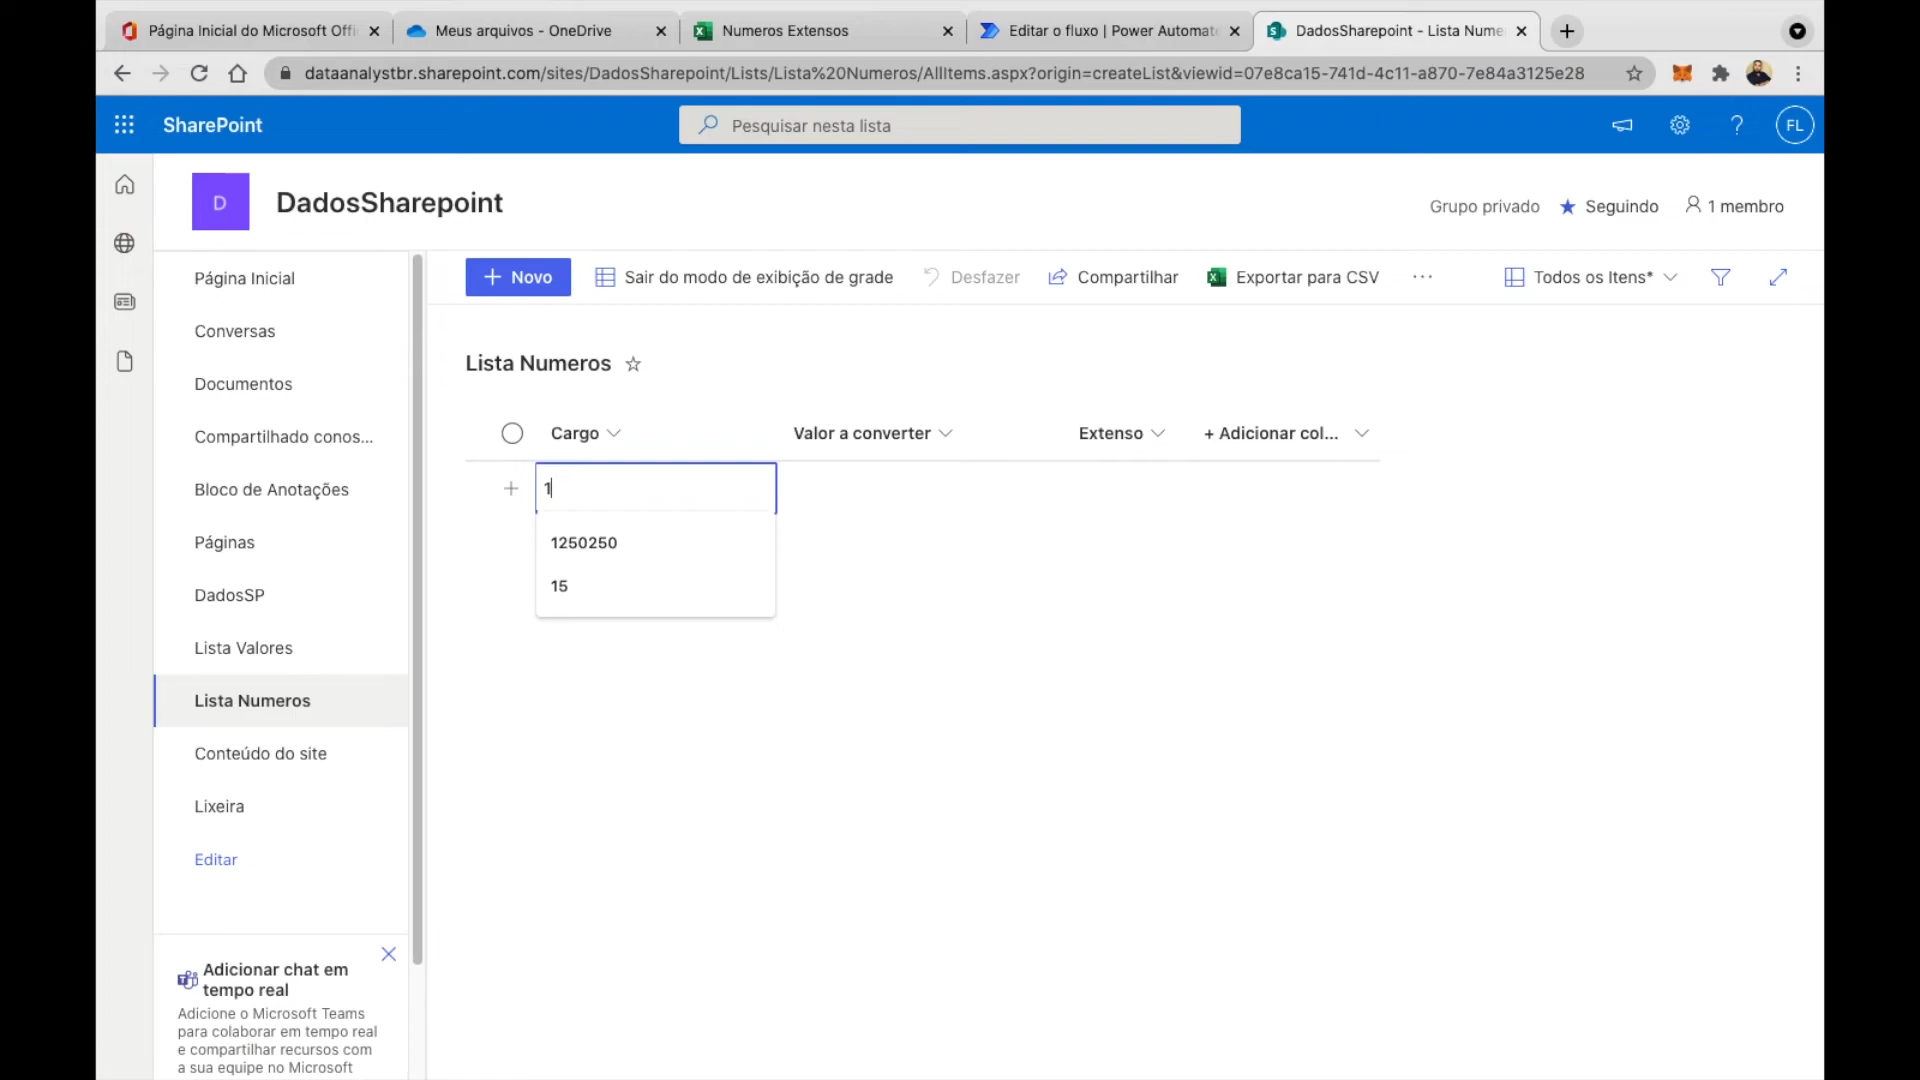 Página Inicial do Microsoft Offi
Meus arquivos - OneDrive
Numeros Extensos
Editar o fluxo | Power Automat
DadosSharepoint - Lista Nume
dataanalystbr.sharepoint.com/sites/DadosSharepoint/Lists/Lista%20Numeros/AllItems.aspx?origin=createList&viewid=07e8ca15-741d-4c11-a870-7e84a3125e28
SharePoint
Pesquisar nesta lista
FL
D
DadosSharepoint
Grupo privado
Seguindo
1 membro
Página Inicial
Conversas
Documentos
Compartilhado conos...
Bloco de Anotações
Páginas
DadosSP
Lista Valores
Lista Numeros
Conteúdo do site
Lixeira
Editar
Adicionar chat em
tempo real
Adicione o Microsoft Teams
para colaborar em tempo real
e compartilhar recursos com
a sua equipe no Microsoft
Novo
Sair do modo de exibição de grade
Desfazer
Compartilhar
Exportar para CSV
Todos os Itens*
Lista Numeros
Cargo
Valor a converter
Extenso
+ Adicionar col...
1
1250250
15